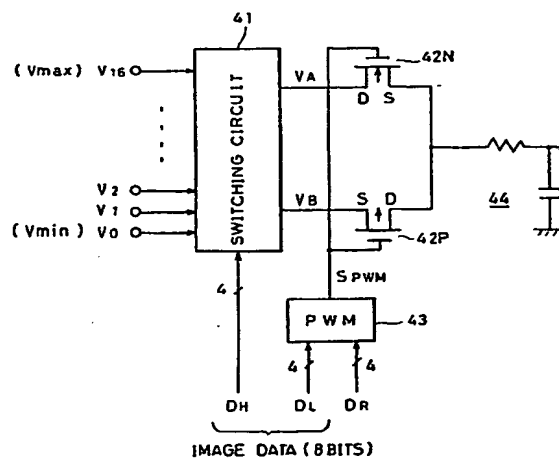 41
42N
(Vmax) V16
VA
D S
SWITCHING CIRCUIT
V2
V1
(Vmin) V0
VB
S D
44
42P
SPWM
4
PWM
43
4
4
DH
DL
DR
IMAGE DATA (8BITS)